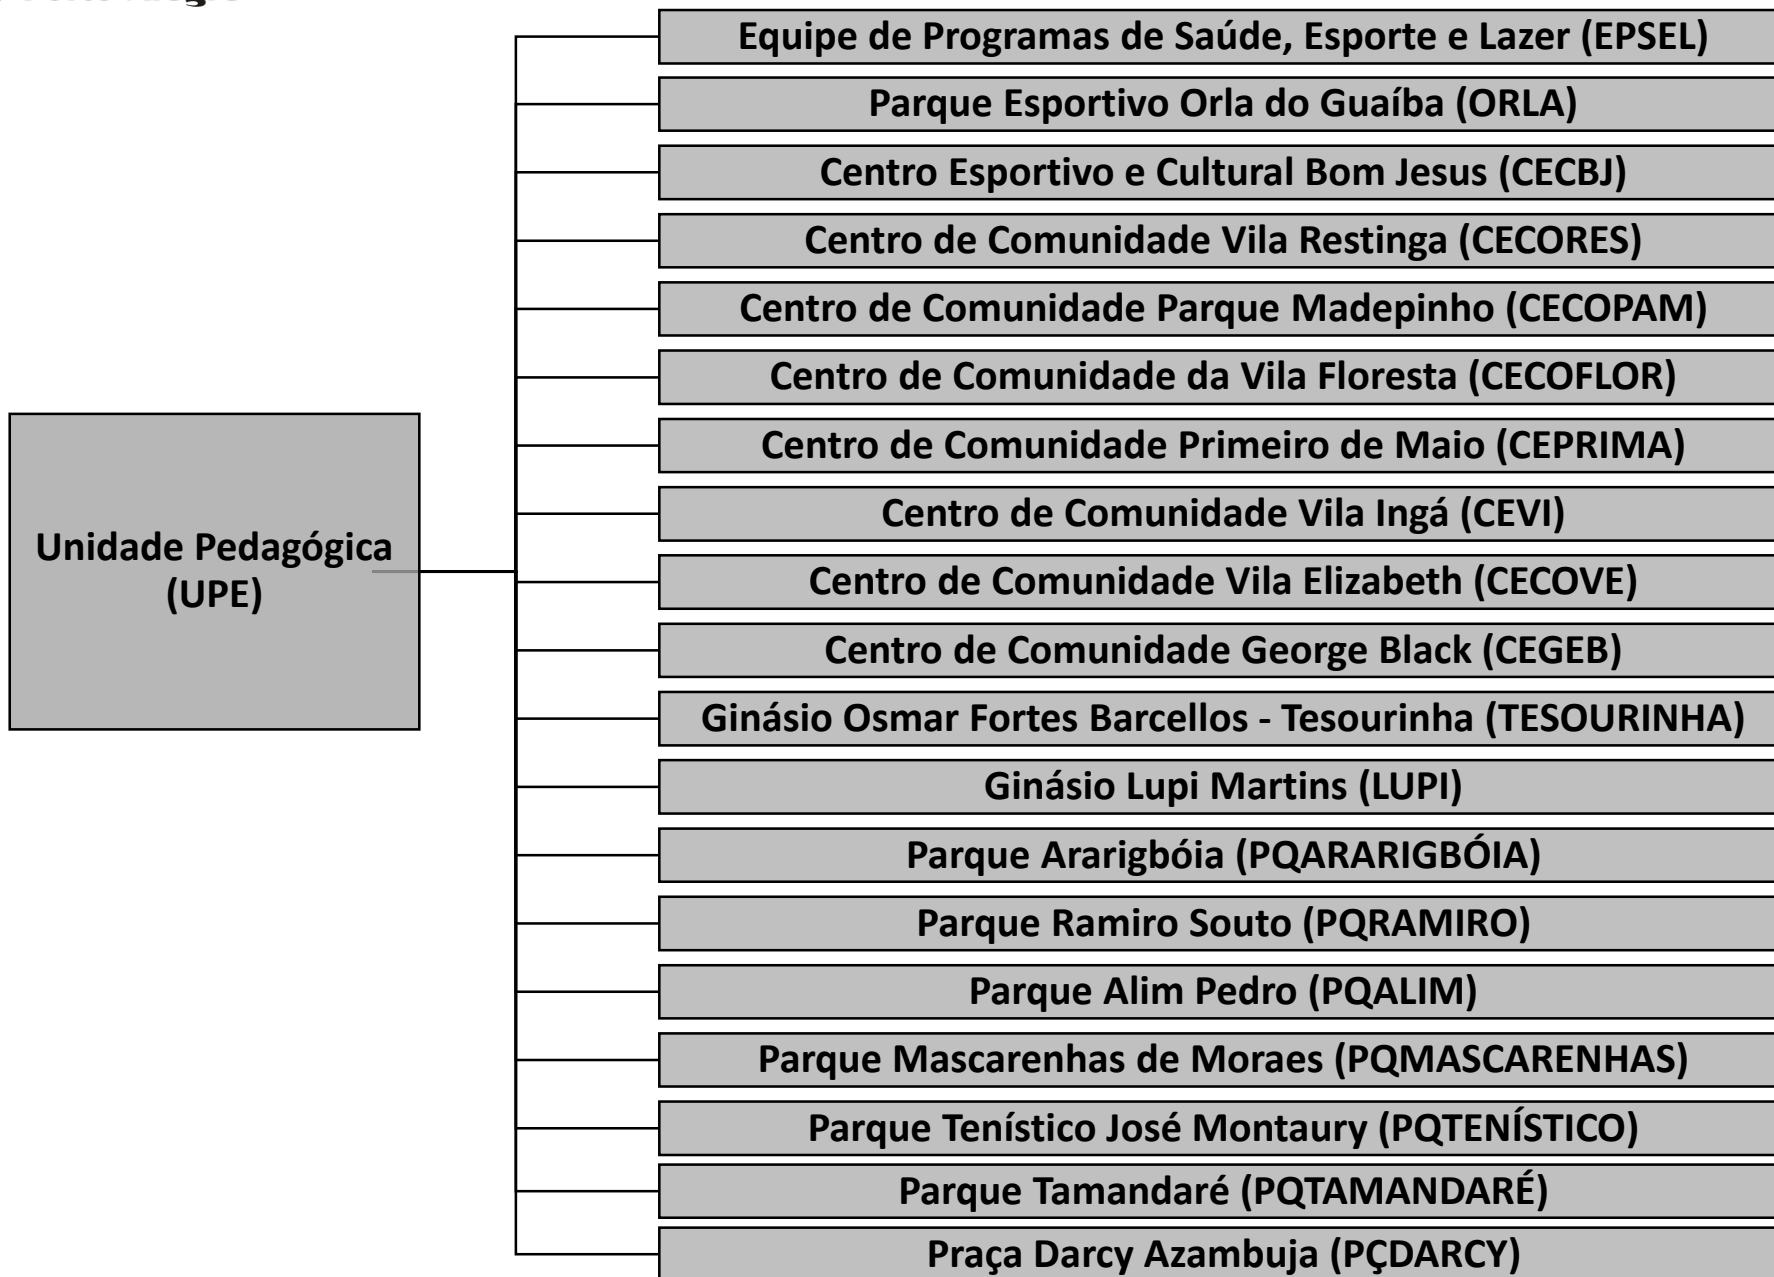 Equipe de Programas de Saúde, Esporte e Lazer (EPSEL)
Parque Esportivo Orla do Guaíba (ORLA)
Centro Esportivo e Cultural Bom Jesus (CECBJ)
Centro de Comunidade Vila Restinga (CECORES)
Centro de Comunidade Parque Madepinho (CECOPAM)
Centro de Comunidade da Vila Floresta (CECOFLOR)
Centro de Comunidade Primeiro de Maio (CEPRIMA)
Centro de Comunidade Vila Ingá (CEVI)
Unidade Pedagógica
(UPE)
Centro de Comunidade Vila Elizabeth (CECOVE)
Centro de Comunidade George Black (CEGEB)
Ginásio Osmar Fortes Barcellos - Tesourinha (TESOURINHA)
Ginásio Lupi Martins (LUPI)
Parque Ararigbóia (PQARARIGBÓIA)
Parque Ramiro Souto (PQRAMIRO)
Parque Alim Pedro (PQALIM)
Parque Mascarenhas de Moraes (PQMASCARENHAS)
Parque Tenístico José Montaury (PQTENÍSTICO)
Parque Tamandaré (PQTAMANDARÉ)
Praça Darcy Azambuja (PÇDARCY)